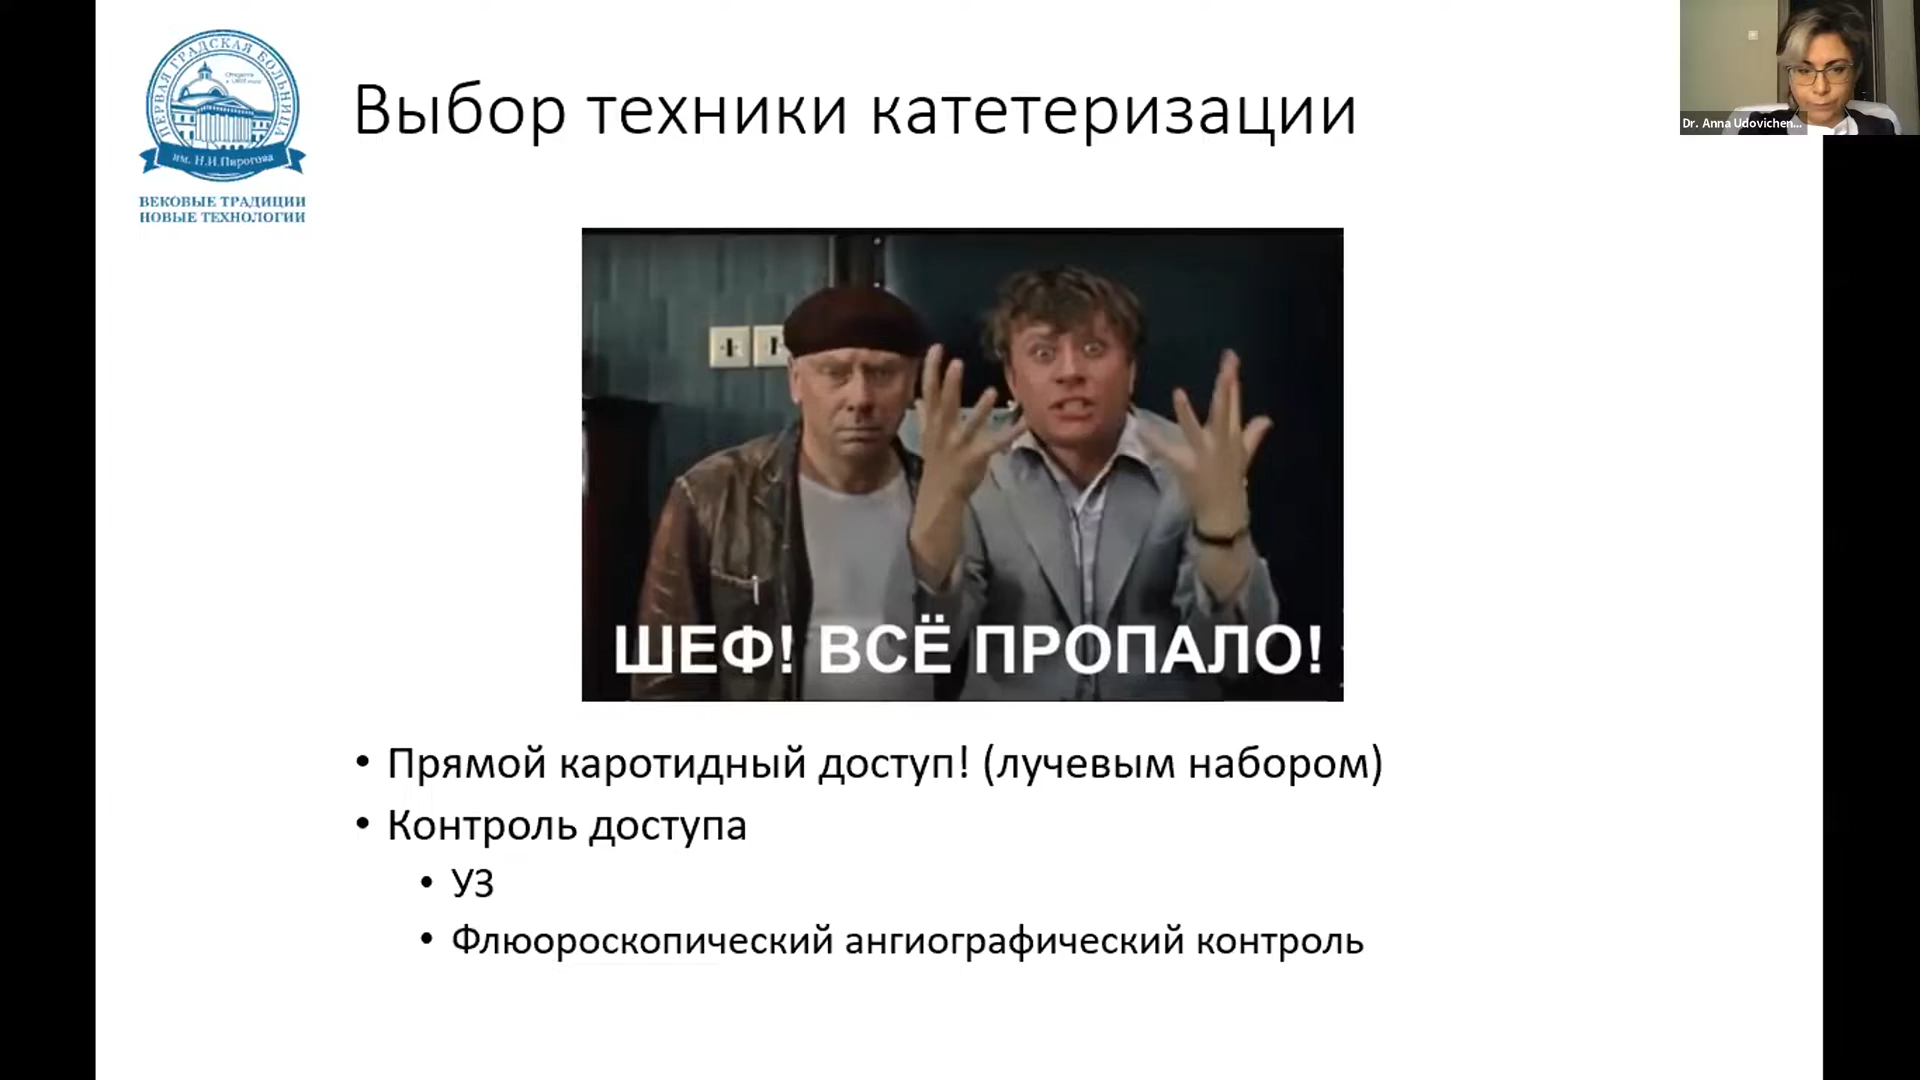 ПЕРВАЯ ГРАДСКАЯ БОЛЬНИЦА
им. Н.И.Пирогова
ВЕКОВЫЕ ТРАДИЦИИ
НОВЫЕ ТЕХНОЛОГИИ
Выбор техники катетеризации
Dr. Anna Udovichen...
ШЕФ! ВСЁ ПРОПАЛО!
• Прямой каротидный доступ! (лучевым набором)
• Контроль доступа
• УЗ
• Флюороскопический ангиографический контроль